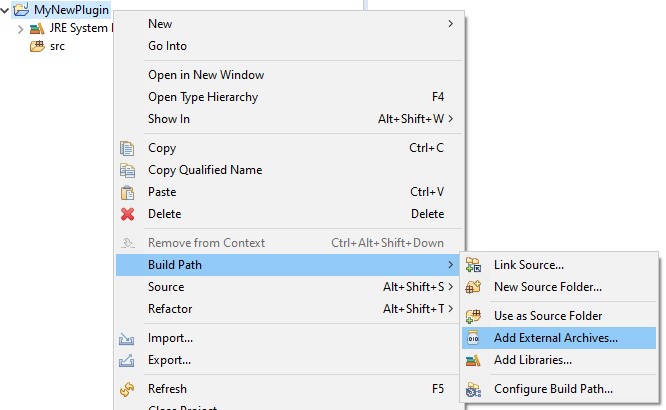 MyNewPlugin
JRE System
src
New
Go Into
Open in New Window
Open Type Hierarchy F4
Show In Alt+Shift+W
Copy Ctrl+C
Copy Qualified Name
Paste Ctrl+V
Delete Delete
Remove from Context Ctrl+Alt+Shift+Down
Build Path
Source Alt+Shift+S
Refactor Alt+Shift+T
Import...
Export...
Refresh F5
Close Project
Link Source...
New Source Folder...
Use as Source Folder
Add External Archives...
Add Libraries...
Configure Build Path...